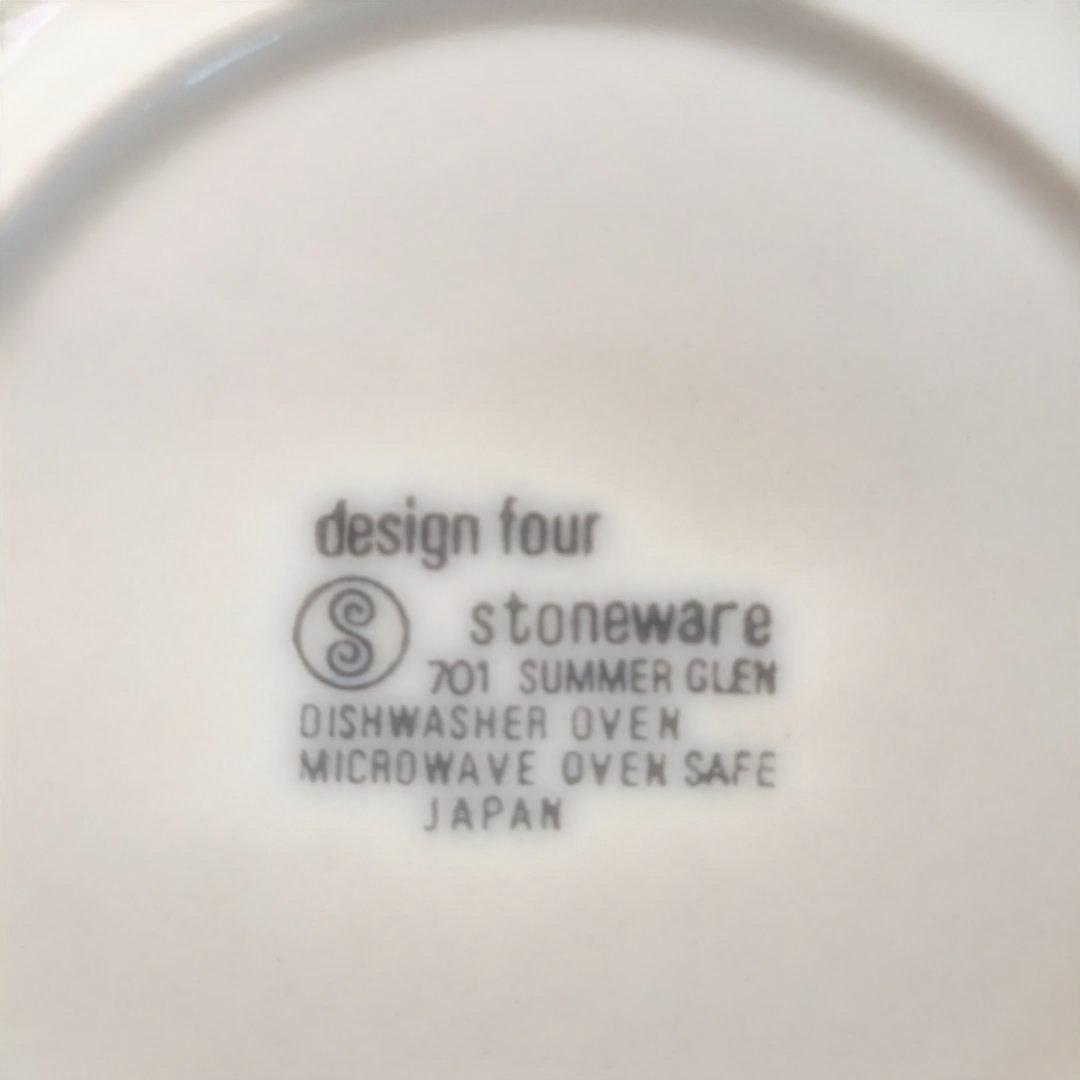 design four
S stoneware
701 SUMMER GLEN
DISHWASHER OVEN
MICROWAVE OVEN SAFE
JAPAN